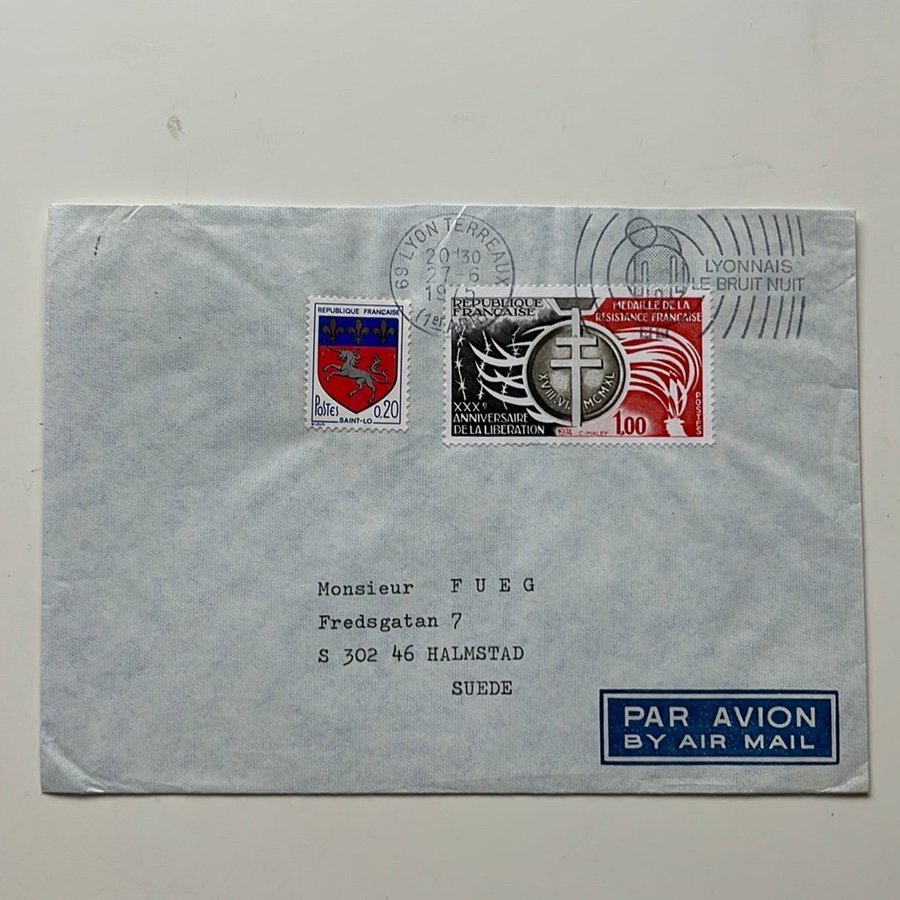 69 LYON TERREAUX
20 30
27-6
19
LYONNAIS
LE BRUIT NUIT
REPUBLIQUE FRANÇAISE
POSTES
0,20
SAINT-LO
REPUBLIQUE
FRANÇAISE
MEDAILLE DE LA
RESISTANCE FRANÇAISE
XVIII.VI. MCMXL
XXXe
ANNIVERSAIRE
DE LA LIBERATION
1974 C. HALEY
1,00
POSTES
Monsieur F U E G
Fredsgatan 7
S 302 46 HALMSTAD
SUEDE
PAR AVION
BY AIR MAIL